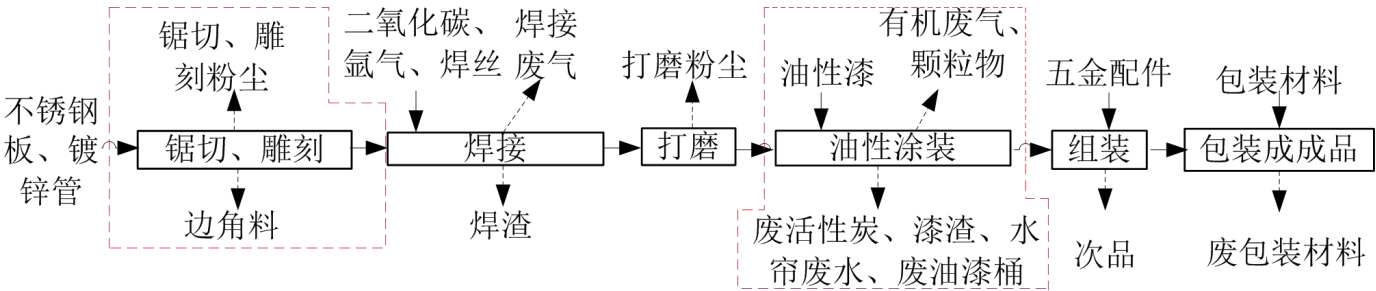 不锈钢
板、镀
锌管
锯切、雕
刻粉尘
锯切、雕刻
边角料
二氧化碳、
氩气、焊丝
焊接
废气
焊接
焊渣
打磨粉尘
打磨
油性漆
有机废气、
颗粒物
油性涂装
废活性炭、漆渣、水
帘废水、废油漆桶
五金配件
组装
次品
包装材料
包装成成品
废包装材料